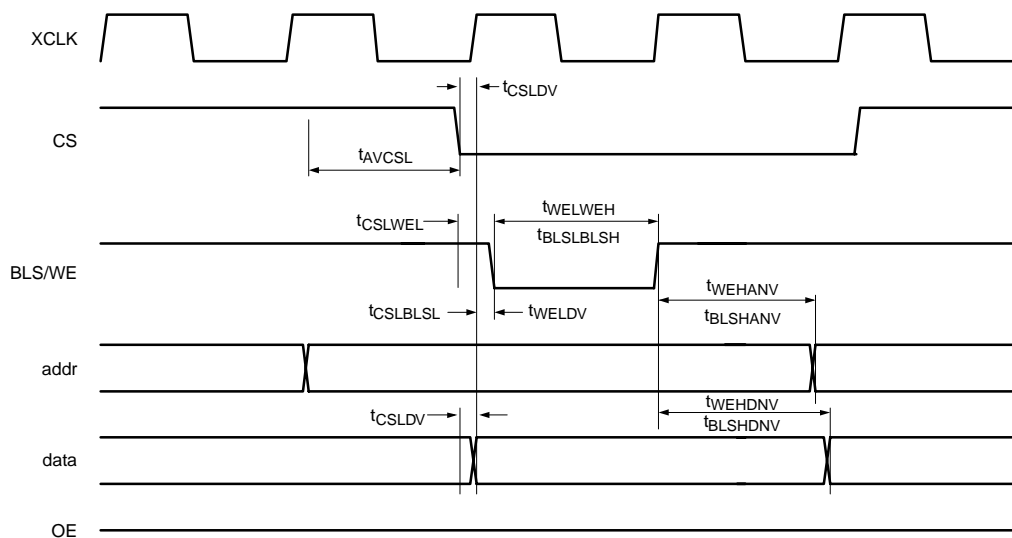 XCLK
tCSLDV
CS
tAVCSL
tCSLWEL
tWELWEH
tBLSLBLSH
BLS/WE
tWEHANV
tCSLBLSL
tWELDV
tBLSHANV
addr
tWEHDNV
tCSLDV
tBLSHDNV
data
OE